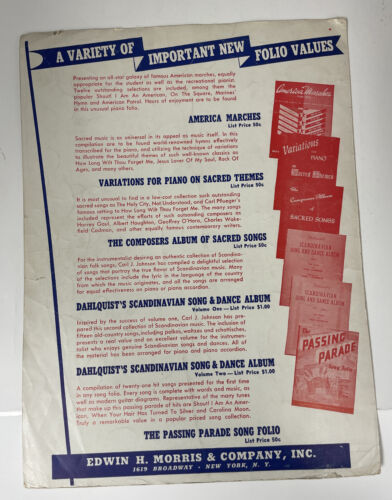 A VARIETY OF IMPORTANT NEW FOLIO VALUES
Presenting an all-star galaxy of famous American marches, equally
appropriate for the student as well as the recreational pianist.
Twelve outstanding selections are included, among them the
popular Shout! I Am An American, On The Square, Marines'
Hymn and American Patrol. Hours of enjoyment are to be found
in this unusual piano folio.
AMERICA MARCHES
List Price 50c
Sacred music is as universal in its appeal as music itself. In this
compilation are to be found world-renowned hymns effectively
transcribed for the piano, and utilizing the technique of variations
to illustrate the beautiful themes of such well-known classics as
How Long Wilt Thou Forget Me, Jesus Lover Of My Soul, Rock Of
Ages, and many others.
VARIATIONS FOR PIANO ON SACRED THEMES
List Price 50c
It is most unusual to find in a low-cost collection such outstanding
sacred songs as The Holy City, Not Understood, and Carl Pflueger's
famous setting to How Long Wilt Thou Forget Me. The many songs
included represent the efforts of such outstanding composers as
Harvey Gaul, Albert Houghton, Geoffrey O'Hara, Charles Wake-
field Cadman, and other equally famous contemporary writers.
THE COMPOSERS ALBUM OF SACRED SONGS
List Price 50c
For the instrumentalist desiring an authentic collection of Scandina-
vian folk songs, Carl J. Johnson has compiled a delightful selection
of songs that portray the true flavor of Scandinavian music. Many
of the selections include the lyric in the language of the country
from which the music originates, and all the songs are arranged
for equal effectiveness on piano or piano accordion.
DAHLQUIST'S SCANDINAVIAN SONG & DANCE ALBUM
Volume One — List Price $1.00
Inspired by the success of volume one, Carl J. Johnson has pre-
pared this second collection of Scandinavian music. The inclusion of
fifteen old-country songs, including polkas, waltzes and schottisches,
presents a real value and an excellent volume for the instrumen-
talist who enjoys genuine Scandinavian songs and dances. All of
the material has been arranged for piano and piano accordion.
DAHLQUIST'S SCANDINAVIAN SONG & DANCE ALBUM
Volume Two — List Price $1.00
A compilation of twenty-one hit songs presented for the first time
in any song folio. Every song is complete with words and music, as
well as modern guitar diagrams. Representative of the many tunes
that make up this passing parade of hits are Shout! I Am An Amer-
ican, When Your Hair Has Turned To Silver and Carolina Moon.
Truly a remarkable value in a popular priced song collection.
THE PASSING PARADE SONG FOLIO
List Price 50c
America Marches
Variations
FOR PIANO
SACRED SONGS
SCANDINAVIAN
SONG AND DANCE ALBUM
SCANDINAVIAN
SONG AND DANCE ALBUM
The
PASSING
PARADE
Song Folio
EDWIN H. MORRIS & COMPANY, INC.
1619 BROADWAY - NEW YORK, N. Y.